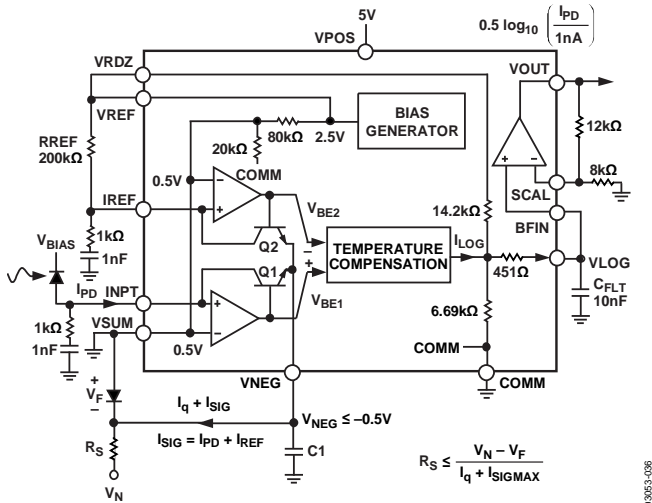 5V
VPOS
0.5 log10 (IPD / 1nA)
VRDZ
VOUT
VREF
BIAS
GENERATOR
80kΩ
2.5V
20kΩ
COMM
RREF
200kΩ
12kΩ
8kΩ
SCAL
BFIN
0.5V
IREF
VBE2
14.2kΩ
1kΩ
1nF
Q2
VBIAS
TEMPERATURE
COMPENSATION
ILOG
451Ω
VLOG
IPD
INPT
Q1
VBE1
CFLT
10nF
1kΩ
1nF
VSUM
0.5V
6.69kΩ
COMM
COMM
VNEG
VF
Iq + ISIG
VNEG ≤ –0.5V
ISIG = IPD + IREF
C1
RS
VN
RS ≤ (VN – VF) / (Iq + ISIGMAX)
03053-036